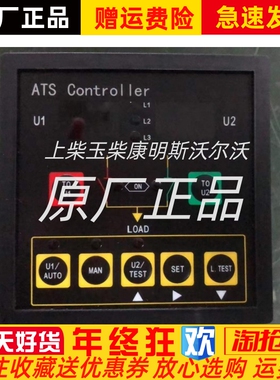 厂正品
赠运费险
急速发
ATS Controller
L1
U1
L2
U2
L3
上柴玉柴康明斯沃尔沃
原厂正品
ON
TO
U2
LOAD
U1/
AUTO
MAN
U2/
TEST
SET
L.TEST
天好货
年终狂欢
淘抢
注收藏送优惠 放心选购